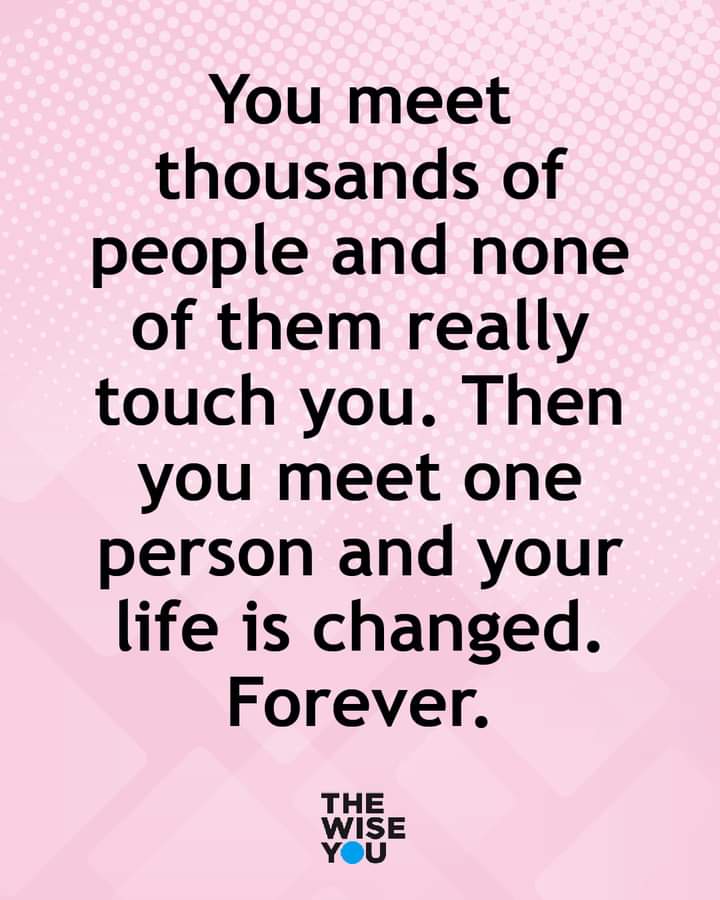 You meet
thousands of
people and none
of them really
touch you. Then
you meet one
person and your
life is changed.
Forever.
THE
WISE
YOU